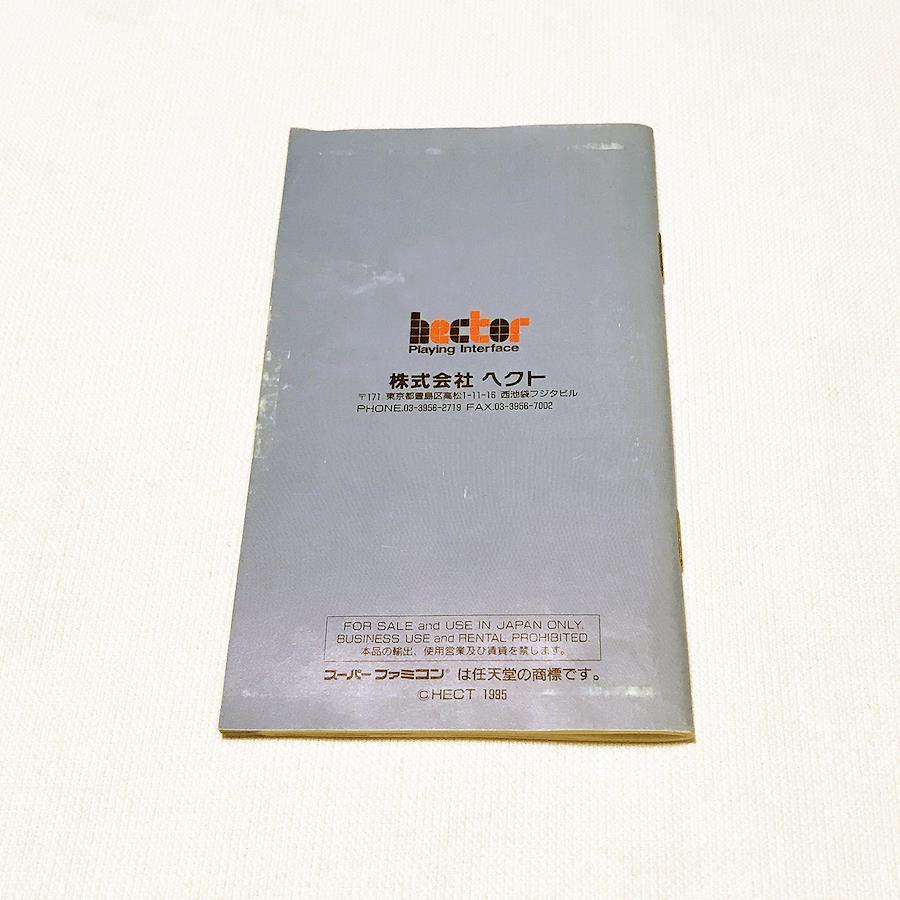 hector
Playing Interface
株式会社 ヘクト
〒171 東京都豊島区高松1-11-16 西池袋フジタビル
PHONE.03-3956-2719 FAX.03-3956-7002
FOR SALE and USE IN JAPAN ONLY.
BUSINESS USE and RENTAL PROHIBITED.
本品の輸出、使用営業及び賃貸を禁じます。
スーパーファミコン® は任天堂の商標です。
©HECT 1995